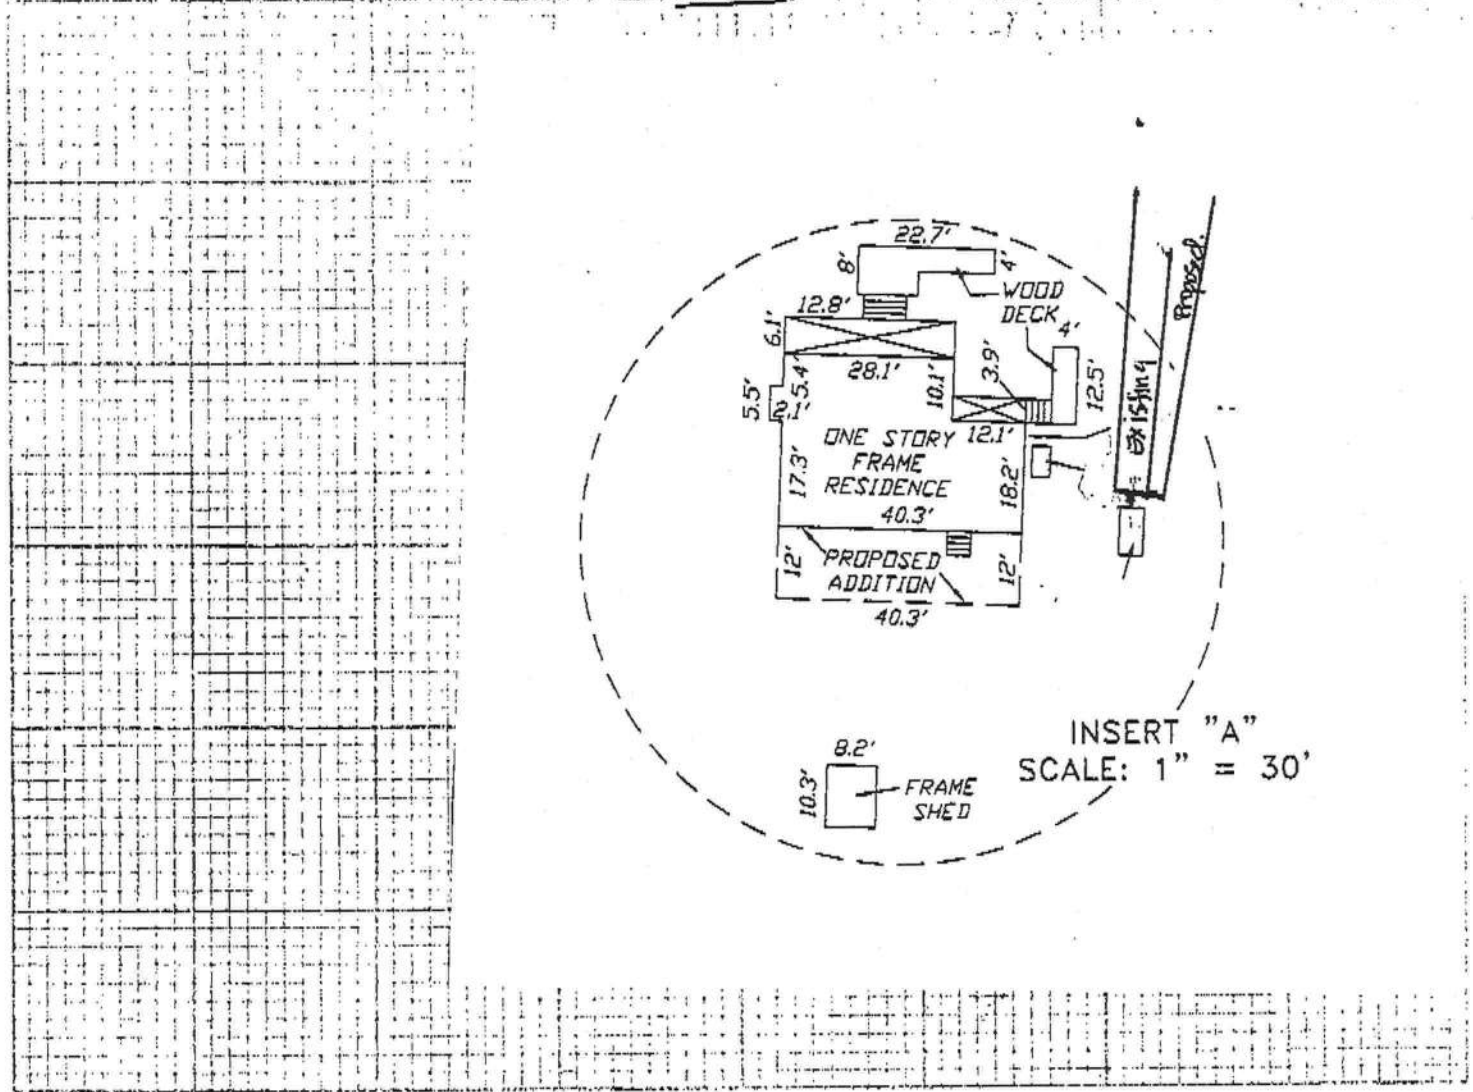 22.7'
8'
4'
WOOD
DECK
12.8'
6.1'
4'
28.1'
5.4'
10.1'
3.9'
12.5'
5.5'
2.1'
12.1'
ONE STORY
FRAME
RESIDENCE
17.3'
18.2'
40.3'
12'
PROPOSED
ADDITION
12'
40.3'
Existing
Proposed.
INSERT "A"
SCALE: 1" = 30'
8.2'
10.3'
FRAME
SHED